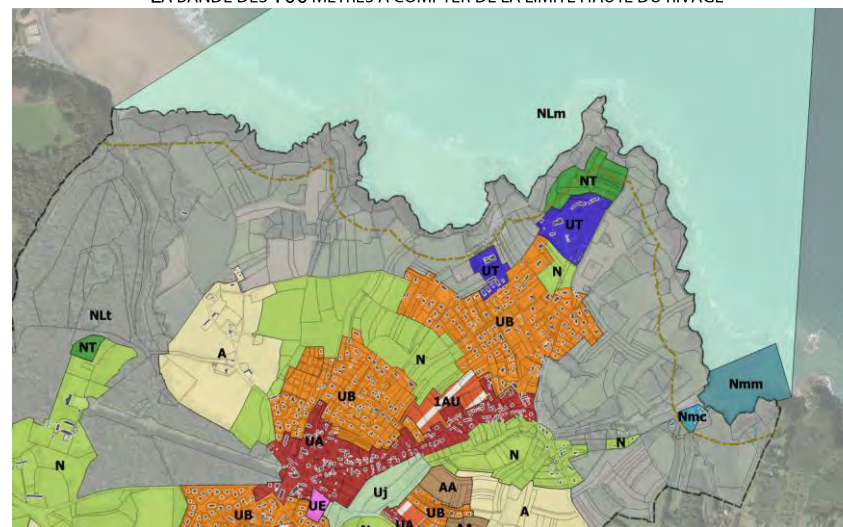 LA BANDE DES 100 MÈTRES À COMPTER DE LA LIMITE HAUTE DU RIVAGE
NLm
NT
UT
UT
N
NLt
UB
NT
A
N
Nmm
UB
1AU
Nmc
UA
N
N
N
Uj
AA
UE
A
UB
UA
UB